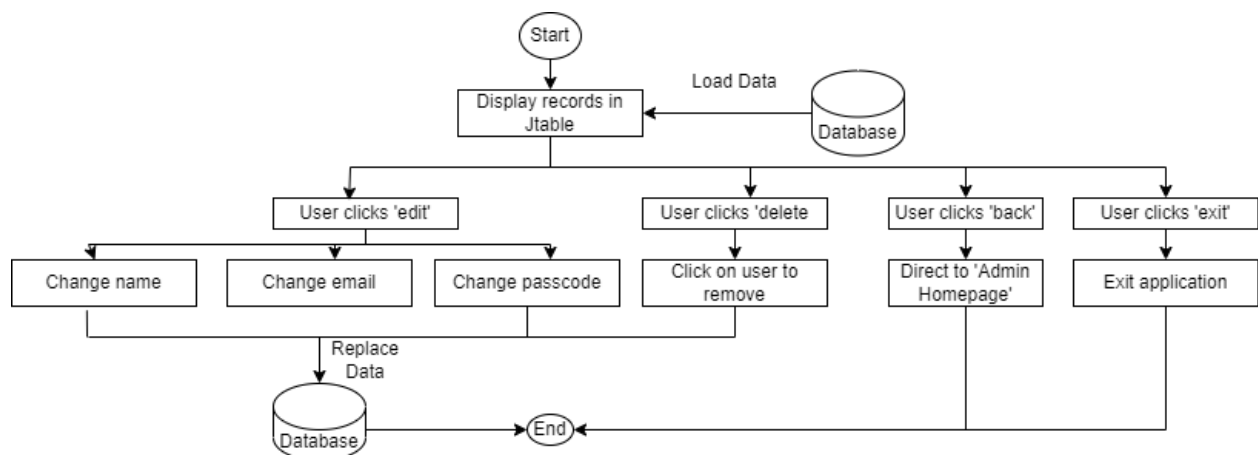 Start
Load Data
Display records in
Jtable
Database
User clicks 'edit'
User clicks 'delete
User clicks 'back'
User clicks 'exit'
Change name
Change email
Change passcode
Click on user to
remove
Direct to 'Admin
Homepage'
Exit application
Replace
Data
Database
End